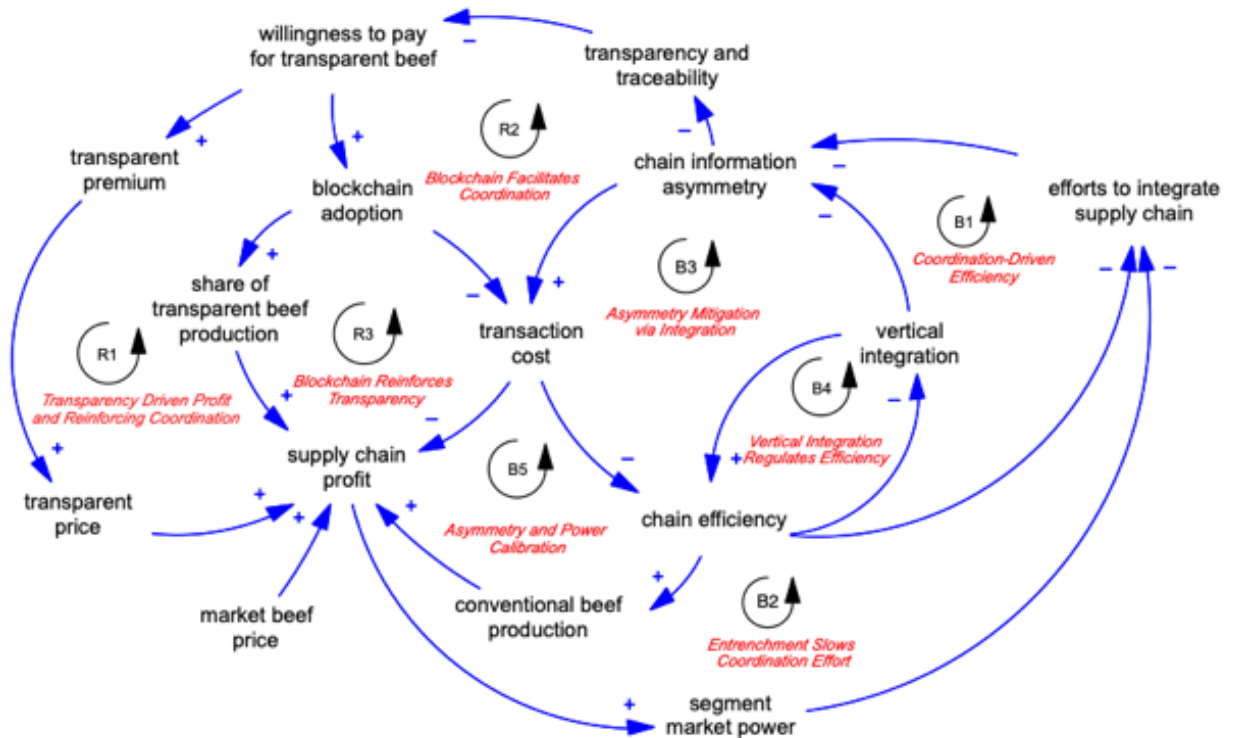 willingness to pay
for transparent beef
–
transparency and
traceability
+
+
R2
–
transparent
premium
blockchain
adoption
Blockchain Facilitates
Coordination
chain information
asymmetry
–
efforts to integrate
supply chain
–
B1
+
share of
transparent beef
production
–
+
B3
Coordination-Driven
Efficiency
–
–
R1
R3
transaction
cost
Asymmetry Mitigation
via Integration
vertical
integration
Transparency Driven Profit
and Reinforcing Coordination
Blockchain Reinforces
Transparency
+
–
B4
–
+
supply chain
profit
B5
–
+
Vertical Integration
Regulates Efficiency
transparent
price
+
+
+
chain efficiency
Asymmetry and Power
Calibration
market beef
price
conventional beef
production
+
B2
Entrenchment Slows
Coordination Effort
+
segment
market power